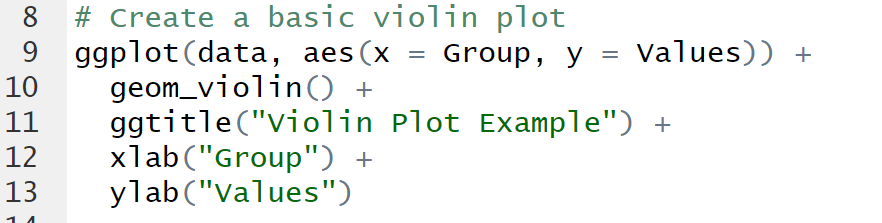 8 # Create a basic violin plot
9 ggplot(data, aes(x = Group, y = Values)) +
10 geom_violin() +
11 ggtitle("Violin Plot Example") +
12 xlab("Group") +
13 ylab("Values")